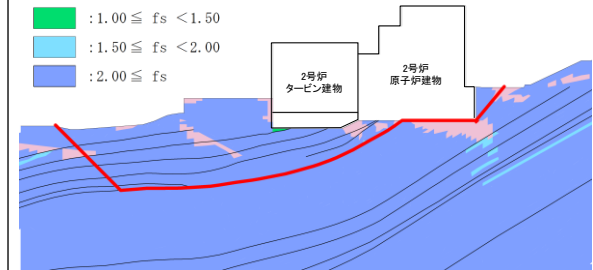 :1.00≦ fs <1.50
:1.50≦ fs <2.00
:2.00≦ fs
2号炉
タービン建物
2号炉
原子炉建物